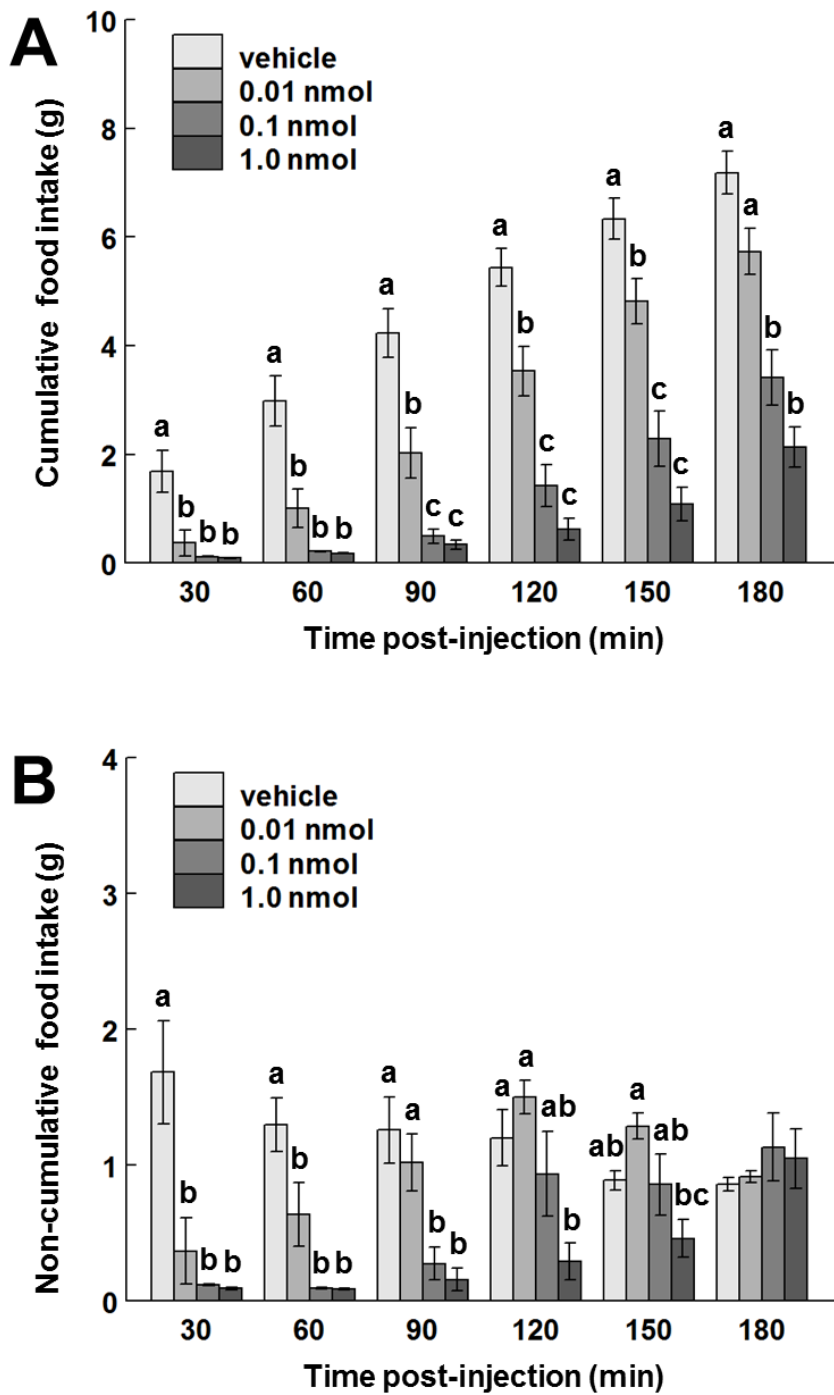 A
10
8
6
4
2
0
Cumulative food intake (g)
vehicle
0.01 nmol
0.1 nmol
1.0 nmol
a b b b
a b b b
a b c c
a b c c
a b c c
a a b b
30 60 90 120 150 180
Time post-injection (min)
B
4
3
2
1
0
Non-cumulative food intake (g)
vehicle
0.01 nmol
0.1 nmol
1.0 nmol
a b b b
a b b b
a a b b
a a ab b
ab a ab bc
30 60 90 120 150 180
Time post-injection (min)